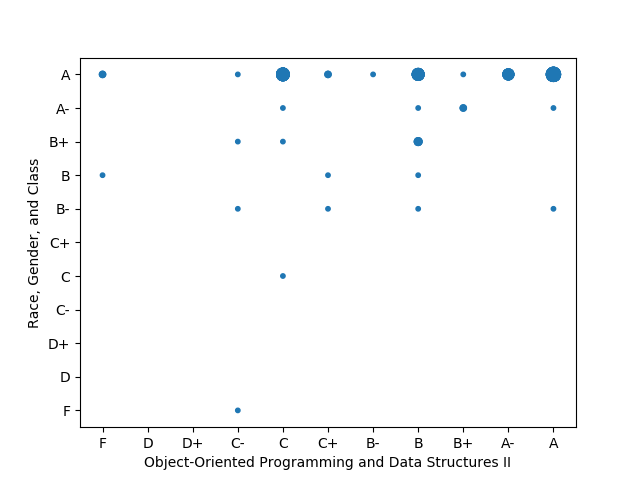 A
A-
B+
B
B-
C+
C
C-
D+
D
F
Race, Gender, and Class
F D D+ C- C C+ B- B B+ A- A
Object-Oriented Programming and Data Structures II